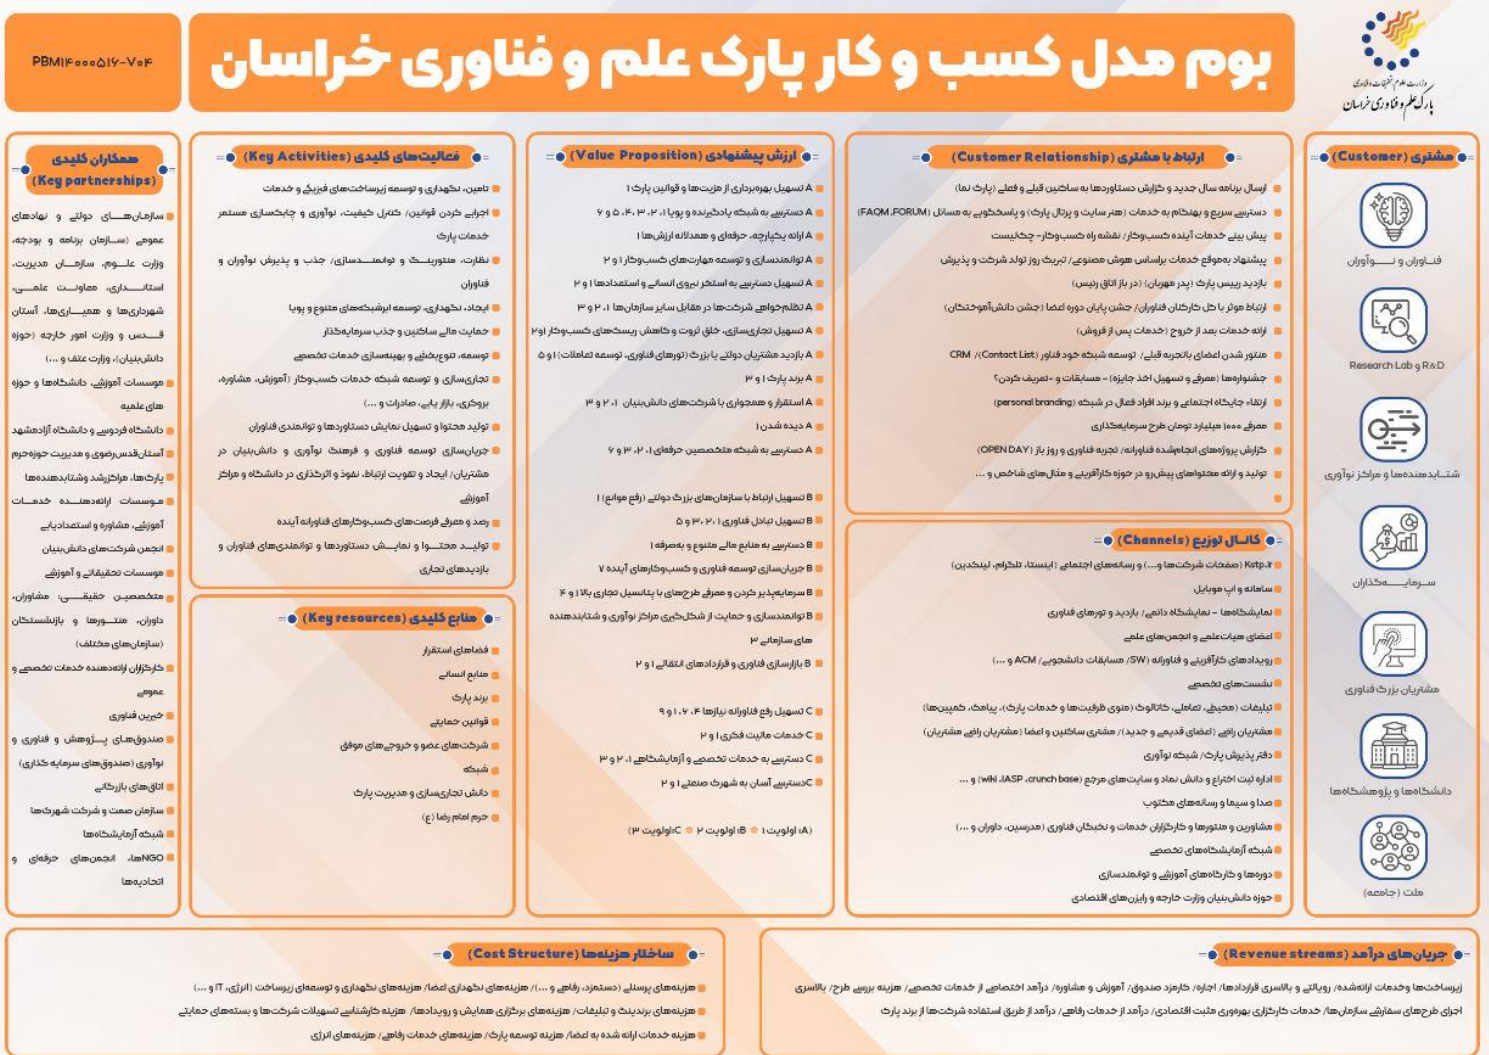 بوم مدل کسب و کار پارک علم و فناوری خراسان
PBM۱۴۰۰۰۵۱۶-V۰۴
وزارت علوم تحقیقات و فناوری
پارک علم و فناوری خراسان
مشتری (Customer)
فناوران و نوآوران
R&D و Research Lab
شتابدهنده‌ها و مراکز نوآوری
سرمایه‌گذاران
مشتریان بزرگ فناوری
دانشگاه‌ها و پژوهشگاه‌ها
ملت (جامعه)
ارتباط با مشتری (Customer Relationship)
ارسال برنامه سال جدید و گزارش دستاوردها به ساکنین قبلی و فعلی (پارک نما)
دسترسی سریع و بهنگام به خدمات (هنر سایت و پرتال پارک) و پاسخگویی به مسائل (FAQM،FORUM)
پیش بینی خدمات آینده کسب‌وکار/ نقشه راه کسب‌وکار- چک‌لیست
پیشنهاد به‌موقع خدمات براساس هوش مصنوعی/ تبریک روز تولد شرکت و پذیرش
بازدید رییس پارک (پدر مهربان) (در باز اتاق رئیس)
ارتباط موثر با کل کارکنان فناوران/ جشن پایان دوره اعضا (جشن دانش‌آموختگان)
ارائه خدمات بعد از خروج (خدمات پس از فروش)
منتور شدن اعضای باتجربه قبلی/ توسعه شبکه خود فناور (Contact List)/ CRM
جشنواره‌ها (معرفی و تسهیل اخذ جایزه) – مسابقات و -تعریف کردن؟
ارتقاء جایگاه اجتماعی و برند افراد فعال در شبکه (personal branding)
معرفی ۱۰۰۰ میلیارد تومان طرح سرمایه‌گذاری
گزارش پروژه‌های انجام‌شده فناورانه/ تجربه فناوری و روز باز (OPEN DAY)
تولید و ارائه محتواهای پیش‌رو در حوزه کارآفرینی و مثال‌های شاخص و ...
کانال توزیع (Channels)
Kstp.ir (صفحات شرکت‌ها و...) و رسانه‌های اجتماعی (اینستا، تلگرام، لینکدین)
سامانه و اپ موبایل
نمایشگاه‌ها – نمایشگاه دائمی/ بازدید و تورهای فناوری
اعضای هیات‌علمی و انجمن‌های علمی
رویدادهای کارآفرینی و فناورانه (SW/ مسابقات دانشجویی/ ACM و ...)
نشست‌های تخصصی
تبلیغات (محیطی، تعاملی، کاتالوگ (منوی ظرفیت‌ها و خدمات پارک)، پیامک، کمپین‌ها)
مشتریان راضی (اعضای قدیمی و جدید)/ مشتری ساکنین و اعضا (مشتریان راضی مشتریان)
دفتر پذیرش پارک/ شبکه نوآوری
اداره ثبت اختراع و دانش نماد و سایت‌های مرجع (wiki ،IASP ،crunch base) و ...
صدا و سیما و رسانه‌های مکتوب
مشاورین و منتورها و کارگزاران خدمات و نخبگان فناوری (مدرسین، داوران و ...)
شبکه آزمایشگاه‌های تخصصی
دوره‌ها و کارگاه‌های آموزشی و توانمندسازی
حوزه دانش‌بنیان وزارت خارجه و رایزن‌های اقتصادی
ارزش پیشنهادی (Value Proposition)
A تسهیل بهره‌برداری از مزیت‌ها و قوانین پارک ۱
A دسترسی به شبکه یادگیرنده و پویا ۱، ۲، ۳، ۴، ۵ و ۶
A ارائه یکپارچه، حرفه‌ای و همدلانه ارزش‌ها ۱
A توانمندسازی و توسعه مهارت‌های کسب‌وکار ۱ و ۲
A تسهیل دسترسی به استخر نیروی انسانی و استعدادها ۱ و ۲
A تظلم‌خواهی شرکت‌ها در مقابل سایر سازمان‌ها ۱، ۲ و ۳
A تسهیل تجاری‌سازی، خلق ثروت و کاهش ریسک‌های کسب‌وکار ۱و۲
A بازدید مشتریان دولتی یا بزرگ (تورهای فناوری، توسعه تعاملات) ۱ و ۵
A برند پارک ۱ و ۳
A استقرار و همجواری با شرکت‌های دانش‌بنیان ۱، ۲ و ۳
A دیده شدن ۱
A دسترسی به شبکه متخصصین حرفه‌ای ۱، ۲، ۳ و ۶
B تسهیل ارتباط با سازمان‌های بزرگ دولتی (رفع موانع) ۱
B تسهیل تبادل فناوری ۱، ۲، ۳ و ۵
B دسترسی به منابع مالی متنوع و به‌صرفه ۱
B جریان‌سازی توسعه فناوری و کسب‌وکارهای آینده ۷
B سرمایه‌پذیر کردن و معرفی طرح‌های با پتانسیل تجاری بالا ۱ و ۴
B توانمندسازی و حمایت از شکل‌گیری مراکز نوآوری و شتابدهنده
های سازمانی ۳
B بازارسازی فناوری و قراردادهای انتقالی ۱ و ۲
C تسهیل رفع فناورانه نیازها ۴، ۶، ۱ و ۹
C خدمات مالیت فکری ۱ و ۲
C دسترسی به خدمات تخصصی و آزمایشگاهی ۱، ۲ و ۳
C دسترسی آسان به شهرک صنعتی ۱ و ۲
(A: اولویت ۱ B: اولویت ۲ C: اولویت ۳)
فعالیت‌های کلیدی (Key Activities)
تامین، نگهداری و توسعه زیرساخت‌های فیزیکی و خدمات
اجرایی کردن قوانین/ کنترل کیفیت، نوآوری و چابک‌سازی مستمر
خدمات پارک
نظارت، منتورینگ و توانمندسازی/ جذب و پذیرش نوآوران و
فناوران
ایجاد، نگهداری، توسعه ابرشبکه‌های متنوع و پویا
حمایت مالی ساکنین و جذب سرمایه‌گذار
توسعه، تنوع‌بخشی و بهینه‌سازی خدمات تخصصی
تجاری‌سازی و توسعه شبکه خدمات کسب‌وکار (آموزش، مشاوره،
بروکری، بازار یابی، صادرات و ...)
تولید محتوا و تسهیل نمایش دستاوردها و توانمندی فناوران
جریان‌سازی توسعه فناوری و فرهنگ نوآوری و دانش‌بنیان در
مشتریان/ ایجاد و تقویت ارتباط، نفوذ و اثرگذاری در دانشگاه و مراکز
آموزشی
رصد و معرفی فرصت‌های کسب‌وکارهای فناورانه آینده
تولید محتوا و نمایش دستاوردها و توانمندی‌های فناوران و
بازدیدهای تجاری
منابع کلیدی (Key resources)
فضاهای استقرار
منابع انسانی
برند پارک
قوانین حمایتی
شرکت‌های عضو و خروجی‌های موفق
شبکه
دانش تجاری‌سازی و مدیریت پارک
حرم امام رضا (ع)
همکاران کلیدی
(Key partnerships)
سازمان‌های دولتی و نهادهای
عمومی (سازمان برنامه و بودجه،
وزارت علوم، سازمان مدیریت،
استانداری، معاونت علمی،
شهرداری‌ها و همیاری‌ها، آستان
قدس و وزارت امور خارجه (حوزه
دانش‌بنیان)، وزارت عتف و ...)
موسسات آموزشی، دانشگاه‌ها و حوزه
های علمیه
دانشگاه فردوسی و دانشگاه آزادمشهد
آستان‌قدس‌رضوی و مدیریت حوزه‌حرم
پارک‌ها، مراکزرشد وشتابدهنده‌ها
موسسات ارائه‌دهنده خدمات
آموزشی، مشاوره و استعدادیابی
انجمن شرکت‌های دانش‌بنیان
موسسات تحقیقاتی و آموزشی
متخصصین حقیقی: مشاوران،
داوران، منتورها و بازنشستگان
(سازمان‌های مختلف)
کارگزاران ارائه‌دهنده خدمات تخصصی و
عمومی
خیرین فناوری
صندوق‌های پژوهش و فناوری و
نوآوری (صندوق‌های سرمایه گذاری)
اتاق‌های بازرگانی
سازمان صمت و شرکت شهرک‌ها
شبکه آزمایشگاه‌ها
NGOها، انجمن‌های حرفه‌ای و
اتحادیه‌ها
جریان‌های درآمد (Revenue streams)
زیرساخت‌ها وخدمات ارائه‌شده/ رویالتی و بالاسری قراردادها/ اجاره/ کارمزد صندوق/ آموزش و مشاوره/ درآمد اختصاصی از خدمات تخصصی/ هزینه بررسی طرح/ بالاسری
اجرای طرح‌های سفارشی سازمان‌ها/ خدمات کارگزاری بهره‌وری مثبت اقتصادی/ درآمد از خدمات رفاهی/ درآمد از طریق استفاده شرکت‌ها از برند پارک
ساختار هزینه‌ها (Cost Structure)
هزینه‌های پرسنلی (دستمزد، رفاهی و ...)/ هزینه‌های نگهداری اعضا/ هزینه‌های نگهداری و توسعه‌ای زیرساخت (انرژی، IT و ...)
هزینه‌های برندینگ و تبلیغات/ هزینه‌های برگزاری همایش و رویدادها/ هزینه کارشناسی تسهیلات شرکت‌ها و بسته‌های حمایتی
هزینه خدمات ارائه شده به اعضا/ هزینه توسعه پارک/ هزینه‌های خدمات رفاهی/ هزینه‌های انرژی